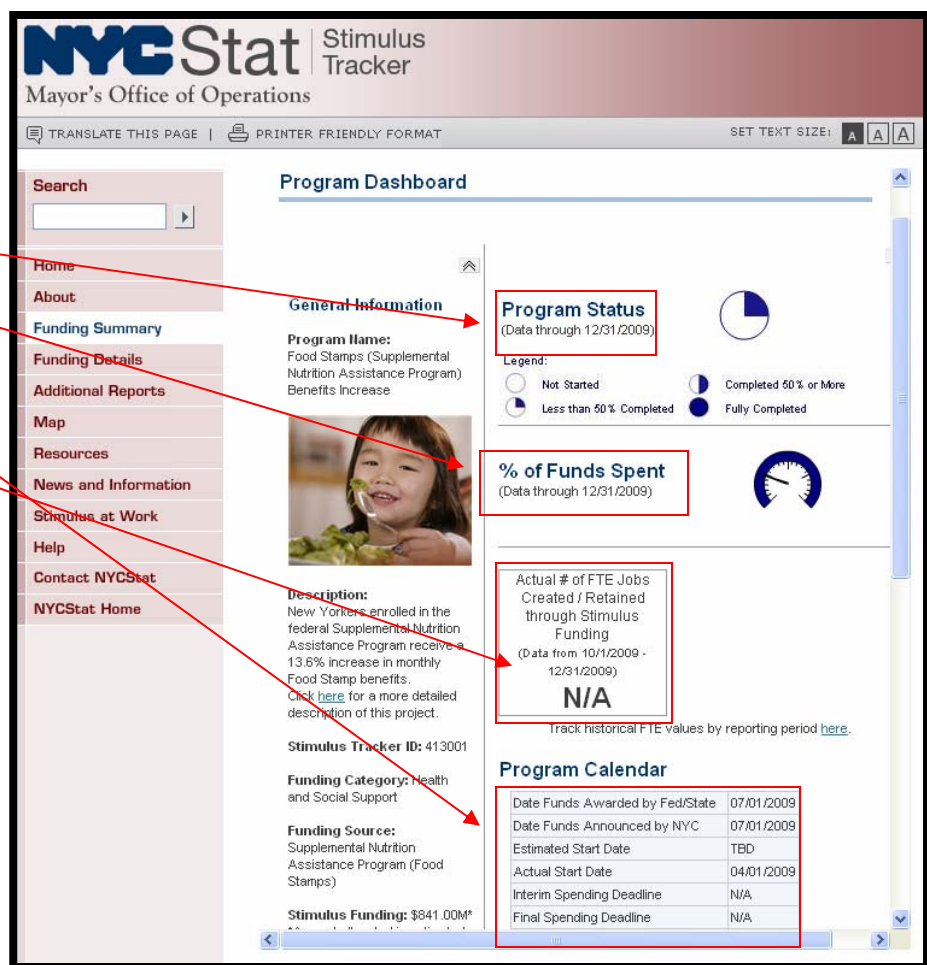 NYCStat
Stimulus
Tracker
Mayor's Office of Operations
TRANSLATE THIS PAGE | PRINTER FRIENDLY FORMAT
SET TEXT SIZE: A A A
Search
Home
About
Funding Summary
Funding Details
Additional Reports
Map
Resources
News and Information
Stimulus at Work
Help
Contact NYCStat
NYCStat Home
Program Dashboard
General Information
Program Name:
Food Stamps (Supplemental
Nutrition Assistance Program)
Benefits Increase
Description:
New Yorkers enrolled in the
federal Supplemental Nutrition
Assistance Program receive a
13.6% increase in monthly
Food Stamp benefits.
Click here for a more detailed
description of this project.
Stimulus Tracker ID: 413001
Funding Category: Health
and Social Support
Funding Source:
Supplemental Nutrition
Assistance Program (Food
Stamps)
Stimulus Funding: $841.00M*
Program Status
(Data through 12/31/2009)
Legend:
Not Started
Completed 50% or More
Less than 50% Completed
Fully Completed
% of Funds Spent
(Data through 12/31/2009)
Actual # of FTE Jobs
Created / Retained
through Stimulus
Funding
(Data from 10/1/2009 -
12/31/2009)
N/A
Track historical FTE values by reporting period here.
Program Calendar
Date Funds Awarded by Fed/State 07/01/2009
Date Funds Announced by NYC 07/01/2009
Estimated Start Date TBD
Actual Start Date 04/01/2009
Interim Spending Deadline N/A
Final Spending Deadline N/A